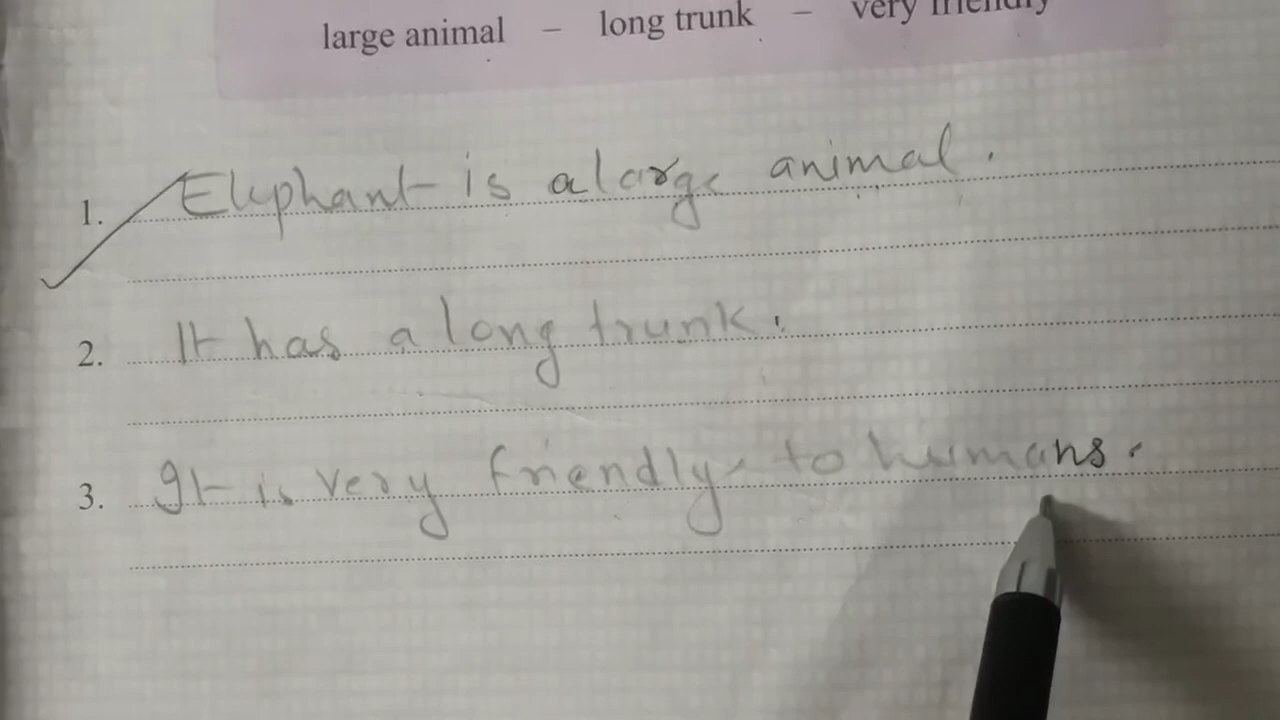 large animal – long trunk – very friendly
1. Elephant is a large animal.
2. It has a long trunk.
3. It is very friendly to humans.